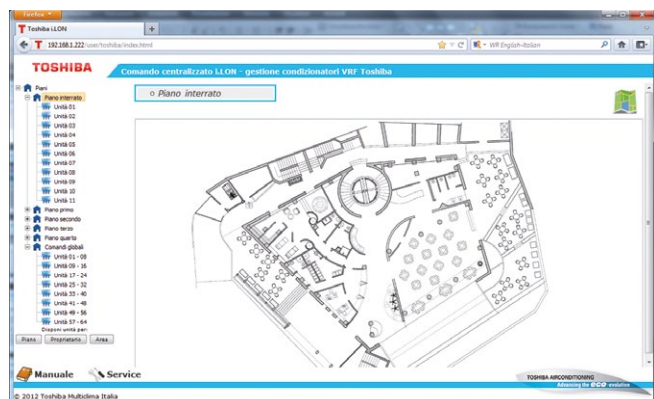 Firefox
Toshiba i.LON
192.168.1.222/user/toshiba/index.html
WR English-Italian
TOSHIBA
Comando centralizzato i.LON - gestione condizionatori VRF Toshiba
Piani
Piano interrato
Piano interrato
Unità 01
Unità 02
Unità 03
Unità 04
Unità 05
Unità 06
Unità 07
Unità 08
Unità 09
Unità 10
Unità 11
Piano primo
Piano secondo
Piano terzo
Piano quarto
Comandi globali
Unità 01 - 08
Unità 09 - 16
Unità 17 - 24
Unità 25 - 32
Unità 33 - 40
Unità 41 - 48
Unità 49 - 56
Unità 57 - 64
Disponi unità per:
Piano Proprietario Area
Manuale Service
TOSHIBA AIRCONDITIONING
Advancing the eco evolution
© 2012 Toshiba Multiclima Italia